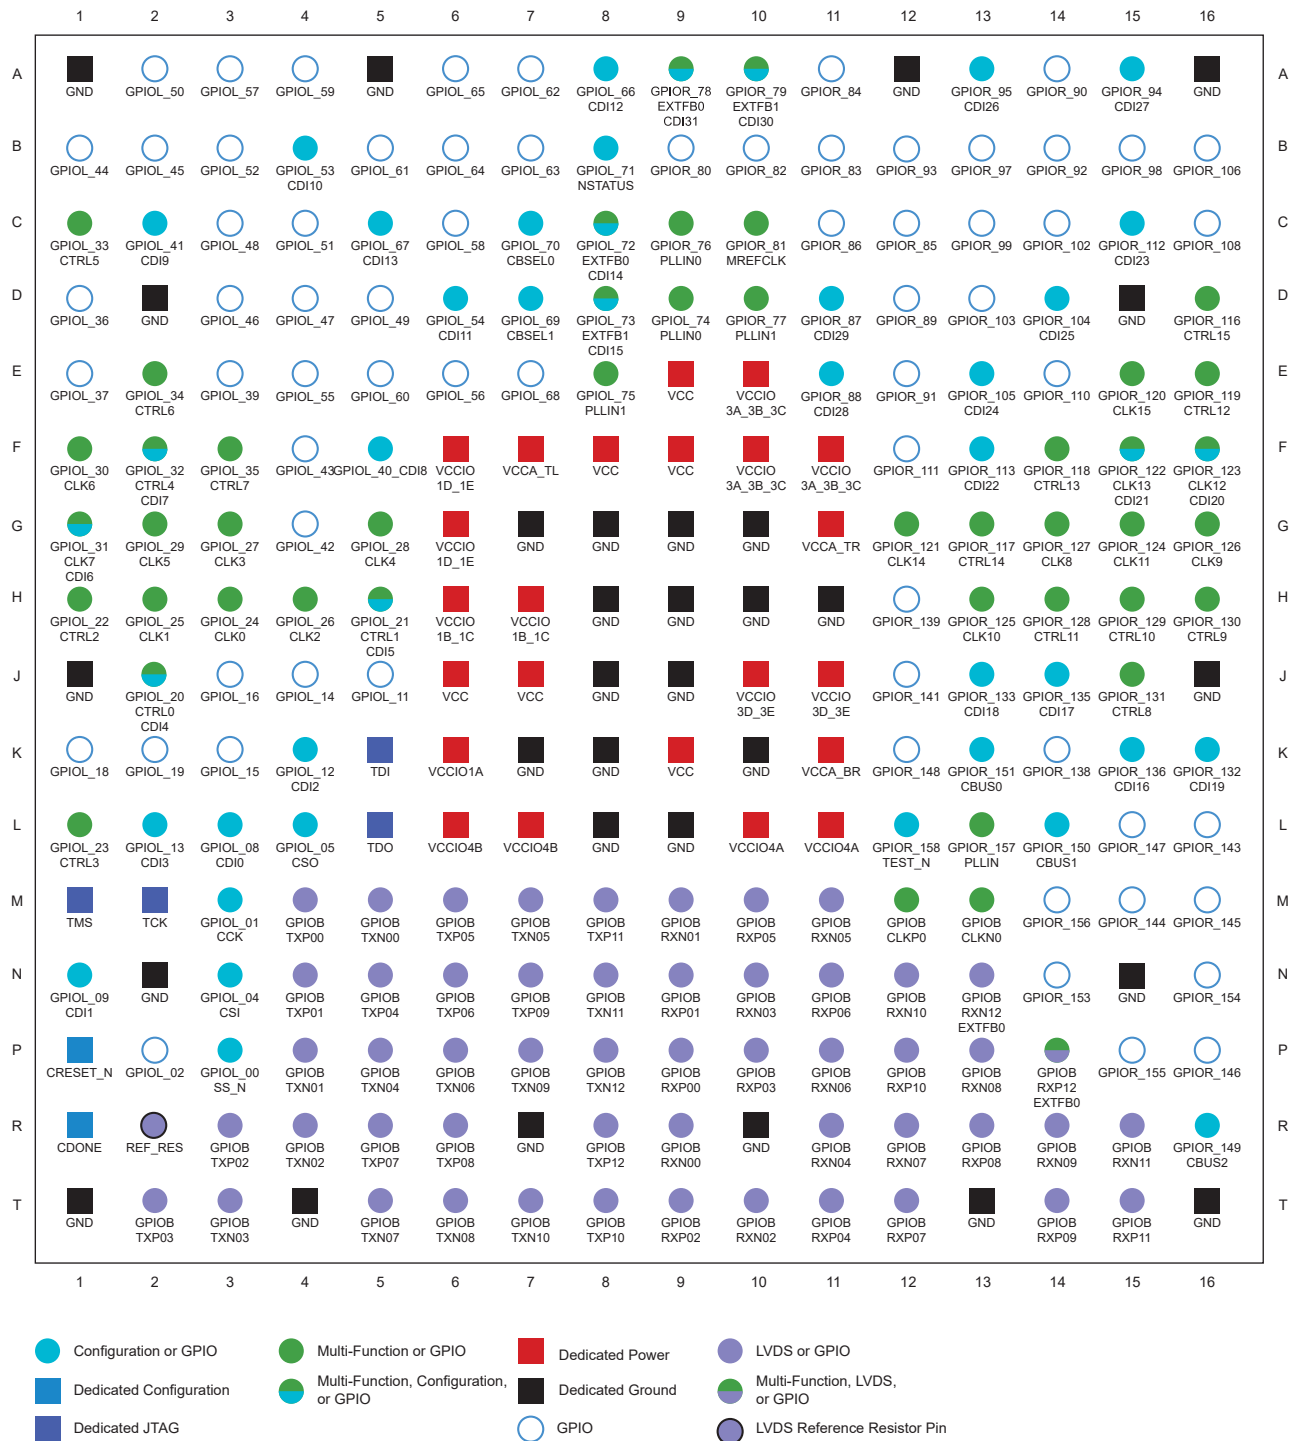 1 2 3 4 5 6 7 8 9 10 11 12 13 14 15 16
A A
GND GPIOL_50 GPIOL_57 GPIOL_59 GND GPIOL_65 GPIOL_62 GPIOL_66 GPIOR_78 GPIOR_79 GPIOR_84 GND GPIOR_95 GPIOR_90 GPIOR_94 GND
CDI12 EXTFB0 EXTFB1 CDI26 CDI27
CDI31 CDI30
B B
GPIOL_44 GPIOL_45 GPIOL_52 GPIOL_53 GPIOL_61 GPIOL_64 GPIOL_63 GPIOL_71 GPIOR_80 GPIOR_82 GPIOR_83 GPIOR_93 GPIOR_97 GPIOR_92 GPIOR_98 GPIOR_106
CDI10 NSTATUS
C C
GPIOL_33 GPIOL_41 GPIOL_48 GPIOL_51 GPIOL_67 GPIOL_58 GPIOL_70 GPIOL_72 GPIOR_76 GPIOR_81 GPIOR_86 GPIOR_85 GPIOR_99 GPIOR_102 GPIOR_112 GPIOR_108
CTRL5 CDI9 CDI13 CBSEL0 EXTFB0 PLLIN0 MREFCLK CDI23
CDI14
D D
GPIOL_36 GND GPIOL_46 GPIOL_47 GPIOL_49 GPIOL_54 GPIOL_69 GPIOL_73 GPIOL_74 GPIOR_77 GPIOR_87 GPIOR_89 GPIOR_103 GPIOR_104 GND GPIOR_116
CDI11 CBSEL1 EXTFB1 PLLIN0 PLLIN1 CDI29 CDI25 CTRL15
CDI15
E E
GPIOL_37 GPIOL_34 GPIOL_39 GPIOL_55 GPIOL_60 GPIOL_56 GPIOL_68 GPIOL_75 VCC VCCIO GPIOR_88 GPIOR_91 GPIOR_105 GPIOR_110 GPIOR_120 GPIOR_119
CTRL6 PLLIN1 3A_3B_3C CDI28 CDI24 CLK15 CTRL12
F F
GPIOL_30 GPIOL_32 GPIOL_35 GPIOL_43 GPIOL_40_CDI8 VCCIO VCCA_TL VCC VCC VCCIO VCCIO GPIOR_111 GPIOR_113 GPIOR_118 GPIOR_122 GPIOR_123
CLK6 CTRL4 CTRL7 1D_1E 3A_3B_3C 3A_3B_3C CDI22 CTRL13 CLK13 CLK12
CDI7 CDI21 CDI20
G G
GPIOL_31 GPIOL_29 GPIOL_27 GPIOL_42 GPIOL_28 VCCIO GND GND GND GND VCCA_TR GPIOR_121 GPIOR_117 GPIOR_127 GPIOR_124 GPIOR_126
CLK7 CLK5 CLK3 CLK4 1D_1E CLK14 CTRL14 CLK8 CLK11 CLK9
CDI6
H H
GPIOL_22 GPIOL_25 GPIOL_24 GPIOL_26 GPIOL_21 VCCIO VCCIO GND GND GND GND GPIOR_139 GPIOR_125 GPIOR_128 GPIOR_129 GPIOR_130
CTRL2 CLK1 CLK0 CLK2 CTRL1 1B_1C 1B_1C CLK10 CTRL11 CTRL10 CTRL9
CDI5
J J
GND GPIOL_20 GPIOL_16 GPIOL_14 GPIOL_11 VCC VCC GND GND VCCIO VCCIO GPIOR_141 GPIOR_133 GPIOR_135 GPIOR_131 GND
CTRL0 3D_3E 3D_3E CDI18 CDI17 CTRL8
CDI4
K K
GPIOL_18 GPIOL_19 GPIOL_15 GPIOL_12 TDI VCCIO1A GND GND VCC GND VCCA_BR GPIOR_148 GPIOR_151 GPIOR_138 GPIOR_136 GPIOR_132
CDI2 CBUS0 CDI16 CDI19
L L
GPIOL_23 GPIOL_13 GPIOL_08 GPIOL_05 TDO VCCIO4B VCCIO4B GND GND VCCIO4A VCCIO4A GPIOR_158 GPIOR_157 GPIOR_150 GPIOR_147 GPIOR_143
CTRL3 CDI3 CDI0 CSO TEST_N PLLIN CBUS1
M M
TMS TCK GPIOL_01 GPIOB GPIOB GPIOB GPIOB GPIOB GPIOB GPIOB GPIOB GPIOB GPIOB GPIOR_156 GPIOR_144 GPIOR_145
CCK TXP00 TXN00 TXP05 TXN05 TXP11 RXN01 RXP05 RXN05 CLKP0 CLKN0
N N
GPIOL_09 GND GPIOL_04 GPIOB GPIOB GPIOB GPIOB GPIOB GPIOB GPIOB GPIOB GPIOB GPIOB GPIOR_153 GND GPIOR_154
CDI1 CSI TXP01 TXP04 TXP06 TXP09 TXN11 RXP01 RXN03 RXP06 RXN10 RXN12
EXTFB0
P P
CRESET_N GPIOL_02 GPIOL_00 GPIOB GPIOB GPIOB GPIOB GPIOB GPIOB GPIOB GPIOB GPIOB GPIOB GPIOB GPIOR_155 GPIOR_146
SS_N TXN01 TXN04 TXN06 TXN09 TXN12 RXP00 RXP03 RXN06 RXP10 RXN08 RXP12
EXTFB0
R R
CDONE REF_RES GPIOB GPIOB GPIOB GPIOB GND GPIOB GPIOB GND GPIOB GPIOB GPIOB GPIOB GPIOB GPIOR_149
TXP02 TXN02 TXP07 TXP08 TXP12 RXN00 RXN04 RXN07 RXP08 RXN09 RXN11 CBUS2
T T
GND GPIOB GPIOB GND GPIOB GPIOB GPIOB GPIOB GPIOB GPIOB GPIOB GPIOB GND GPIOB GPIOB GND
TXP03 TXN03 TXN07 TXN08 TXN10 TXP10 RXP02 RXN02 RXP04 RXP07 RXP09 RXP11
1 2 3 4 5 6 7 8 9 10 11 12 13 14 15 16
Configuration or GPIO
Dedicated Configuration
Dedicated JTAG
Multi-Function or GPIO
Multi-Function, Configuration,
or GPIO
Dedicated Power
Dedicated Ground
GPIO
LVDS or GPIO
Multi-Function, LVDS,
or GPIO
LVDS Reference Resistor Pin